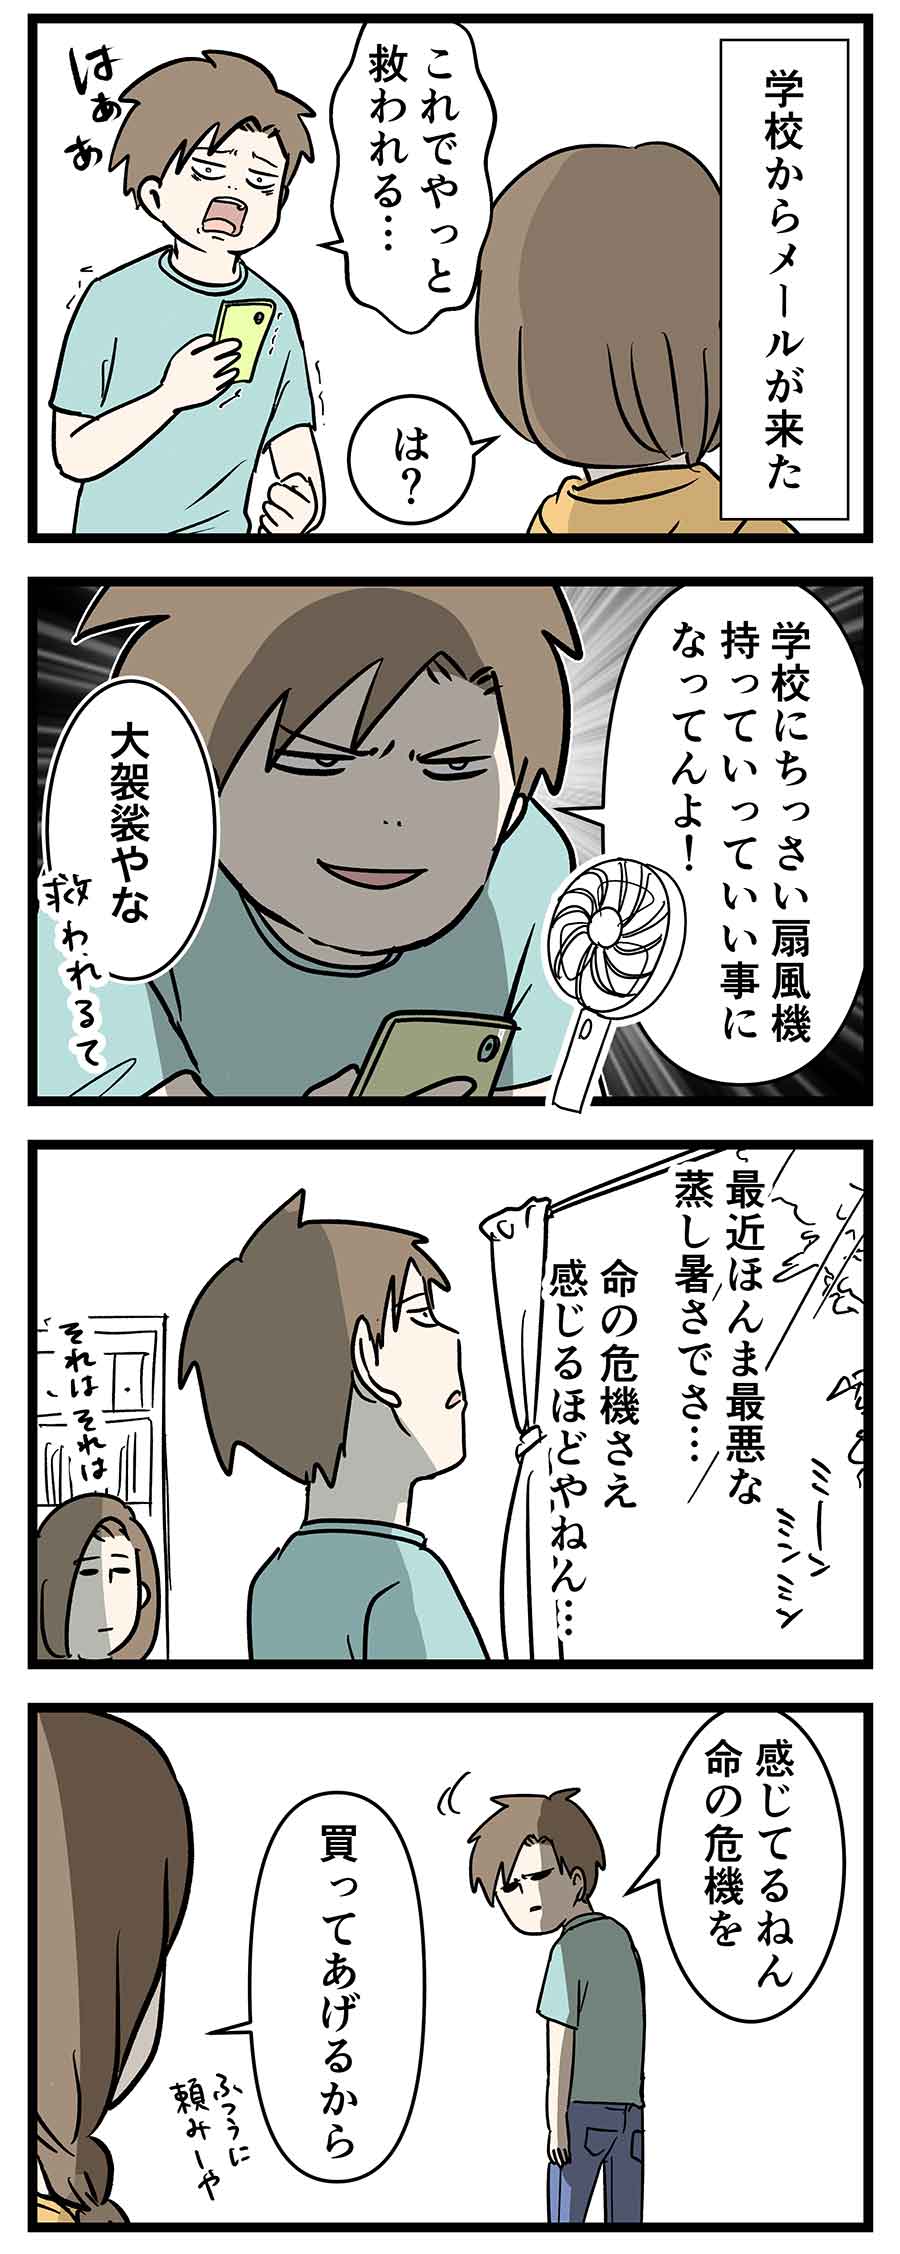 学校からメールが来た
これでやっと
救われる…
はぁぁ
は？
学校にちっさい扇風機
持っていっていい事に
なってんよ！
大袈裟やな
救われるて
最近ほんま最悪な
蒸し暑さでさ…
命の危機さえ
感じるほどやねん…
ミーン
ミンミン
それはそれは
感じてるねん
命の危機を
買ってあげるから
ふつうに
頼みーや